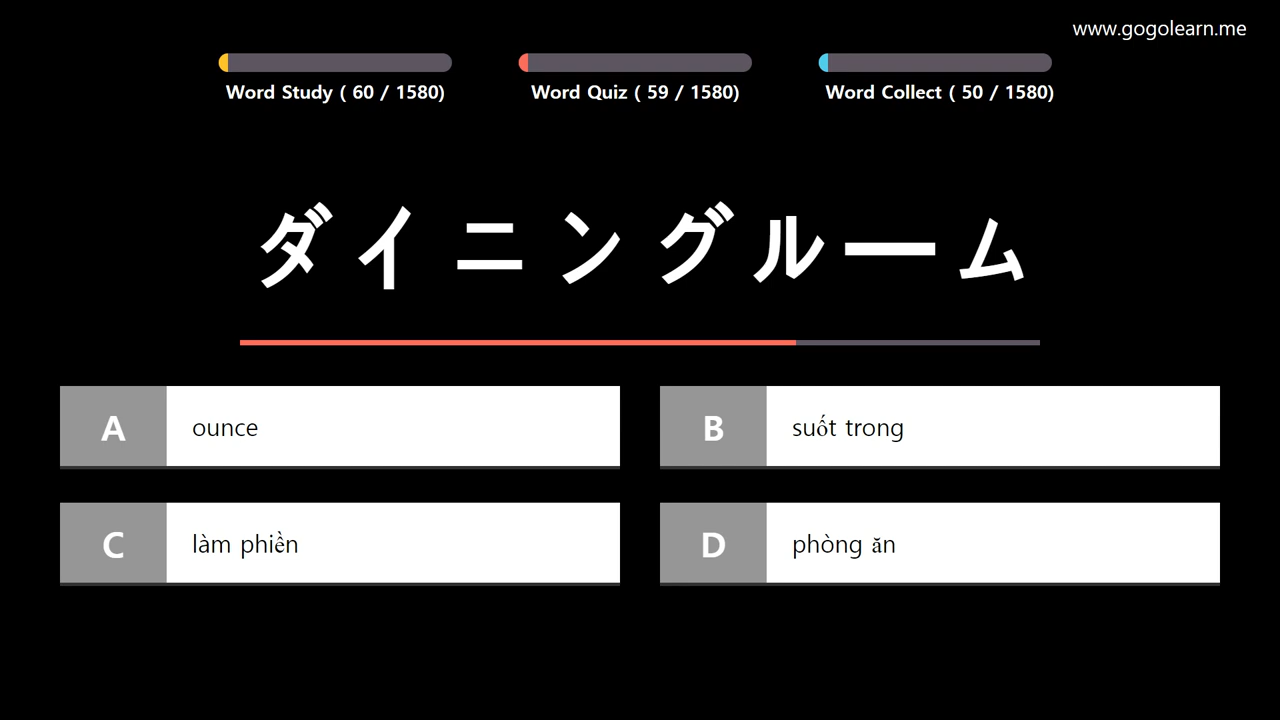 www.gogolearn.me
Word Study ( 60 / 1580)
Word Quiz ( 59 / 1580)
Word Collect ( 50 / 1580)
ダイニングルーム
A ounce
B suốt trong
C làm phiền
D phòng ăn